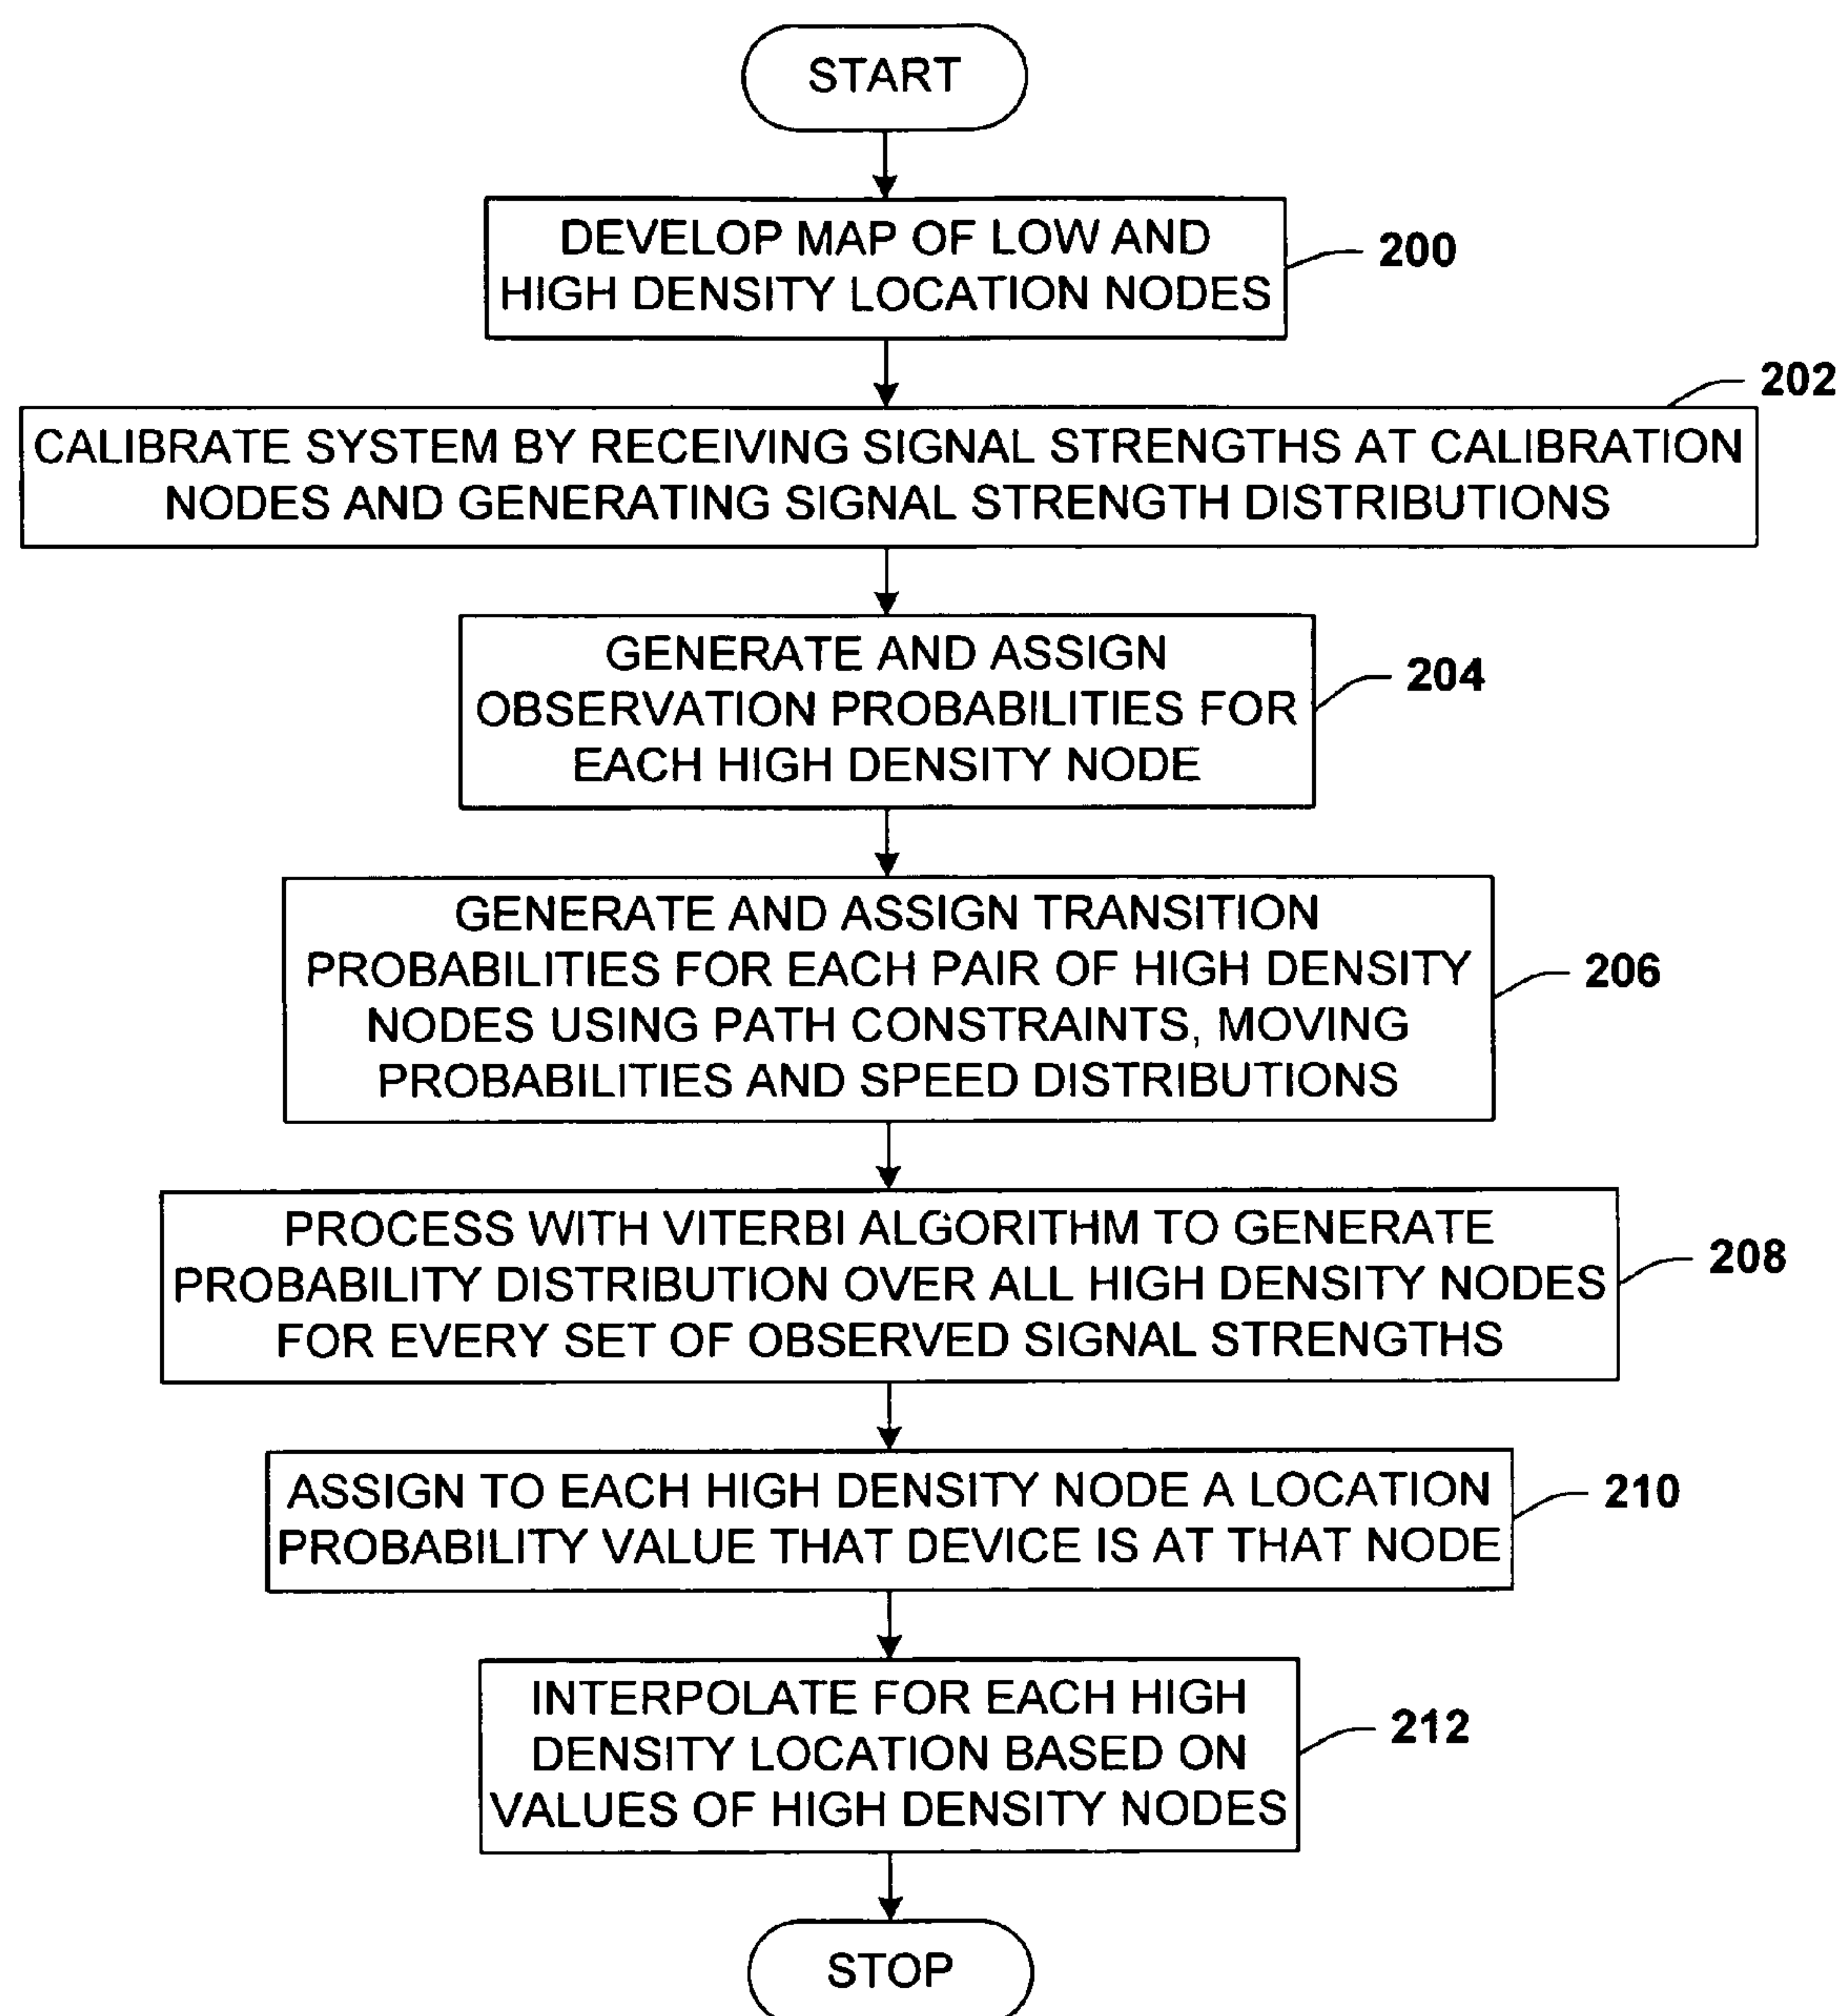 START
DEVELOP MAP OF LOW AND
HIGH DENSITY LOCATION NODES
200
202
CALIBRATE SYSTEM BY RECEIVING SIGNAL STRENGTHS AT CALIBRATION
NODES AND GENERATING SIGNAL STRENGTH DISTRIBUTIONS
GENERATE AND ASSIGN
OBSERVATION PROBABILITIES FOR
EACH HIGH DENSITY NODE
204
GENERATE AND ASSIGN TRANSITION
PROBABILITIES FOR EACH PAIR OF HIGH DENSITY
NODES USING PATH CONSTRAINTS, MOVING
PROBABILITIES AND SPEED DISTRIBUTIONS
206
PROCESS WITH VITERBI ALGORITHM TO GENERATE
PROBABILITY DISTRIBUTION OVER ALL HIGH DENSITY NODES
FOR EVERY SET OF OBSERVED SIGNAL STRENGTHS
208
ASSIGN TO EACH HIGH DENSITY NODE A LOCATION
PROBABILITY VALUE THAT DEVICE IS AT THAT NODE
210
INTERPOLATE FOR EACH HIGH
DENSITY LOCATION BASED ON
VALUES OF HIGH DENSITY NODES
212
STOP